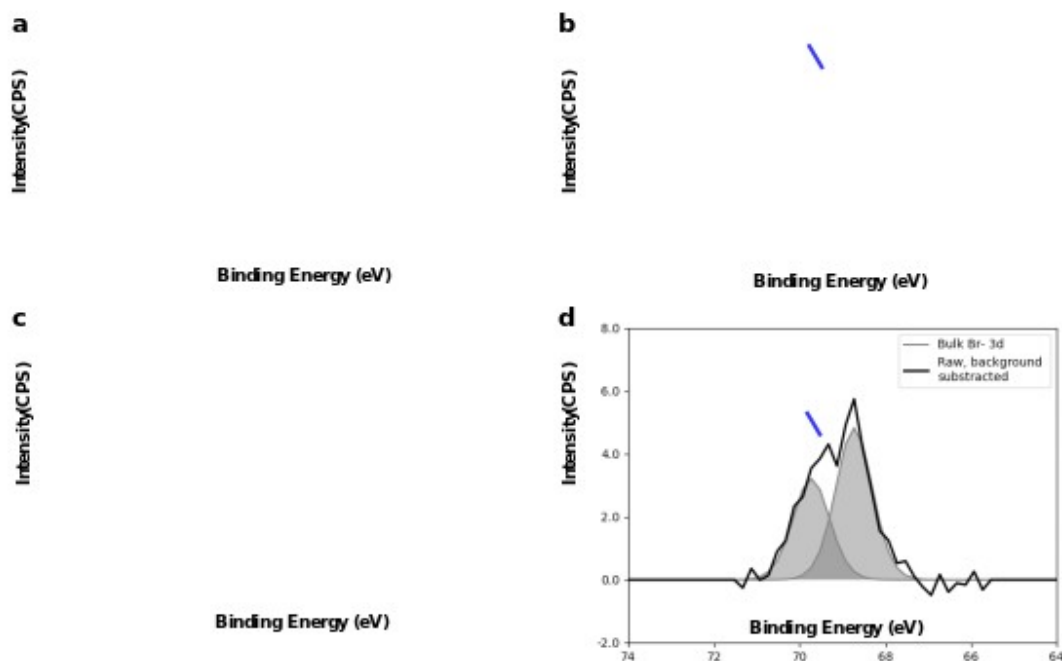 a
b
Intensity(CPS)
Intensity(CPS)
Binding Energy (eV)
Binding Energy (eV)
c
d
Intensity(CPS)
Intensity(CPS)
8.0
6.0
4.0
2.0
0.0
-2.0
Bulk Br- 3d
Raw, background
substracted
Binding Energy (eV)
Binding Energy (eV)
74
72
70
68
66
64